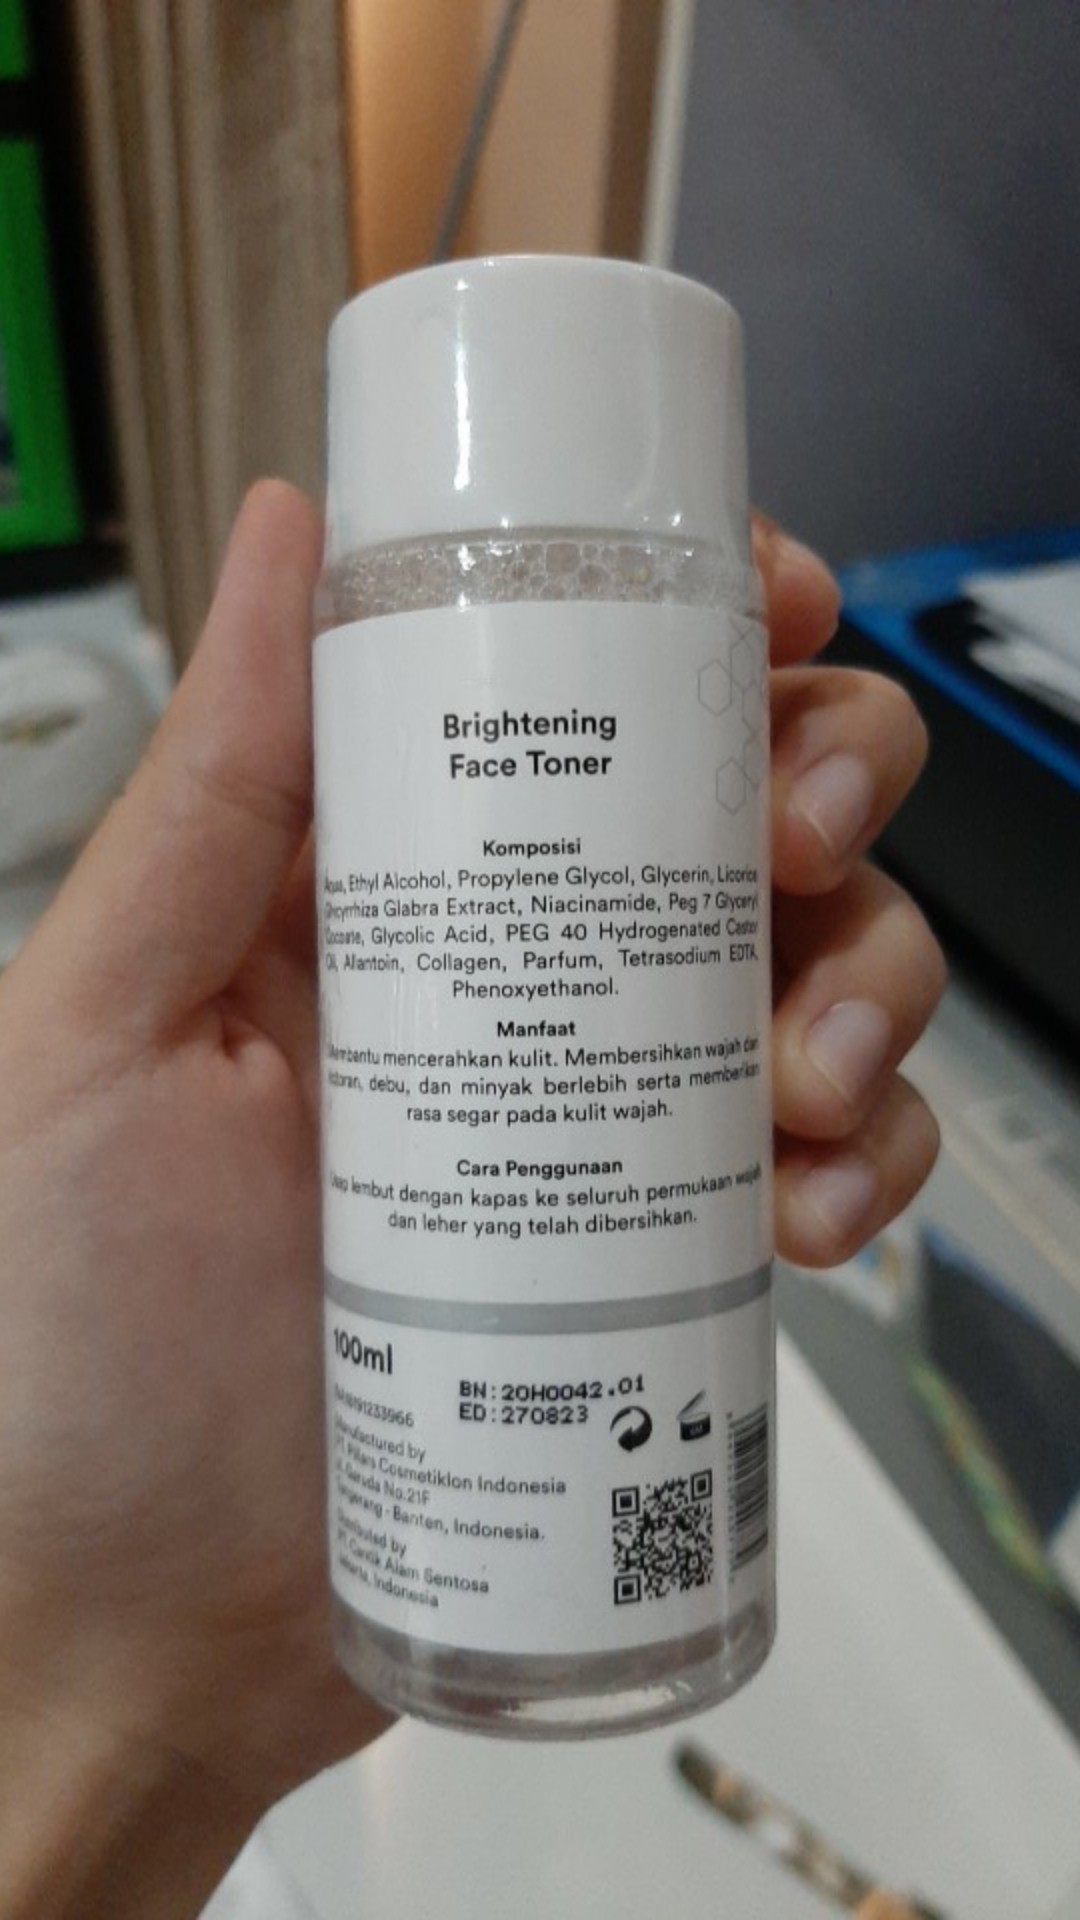 Brightening
Face Toner
Komposisi
Aqua, Ethyl Alcohol, Propylene Glycol, Glycerin, Licorice
Glycyrrhiza Glabra Extract, Niacinamide, Peg 7 Glyceryl
Cocoate, Glycolic Acid, PEG 40 Hydrogenated Castor
Oil, Alantoin, Collagen, Parfum, Tetrasodium EDTA,
Phenoxyethanol.
Manfaat
Membantu mencerahkan kulit. Membersihkan wajah dari
kotoran, debu, dan minyak berlebih serta memberikan
rasa segar pada kulit wajah.
Cara Penggunaan
Usap lembut dengan kapas ke seluruh permukaan wajah
dan leher yang telah dibersihkan.
100ml
BN:20H0042.01
ED:270823
Manufactured by
PT. Pillars Cosmetiklon Indonesia
Jl. Garuda No.21F
Tangerang - Banten, Indonesia.
Distributed by
PT. Cantik Alam Sentosa
Jakarta, Indonesia